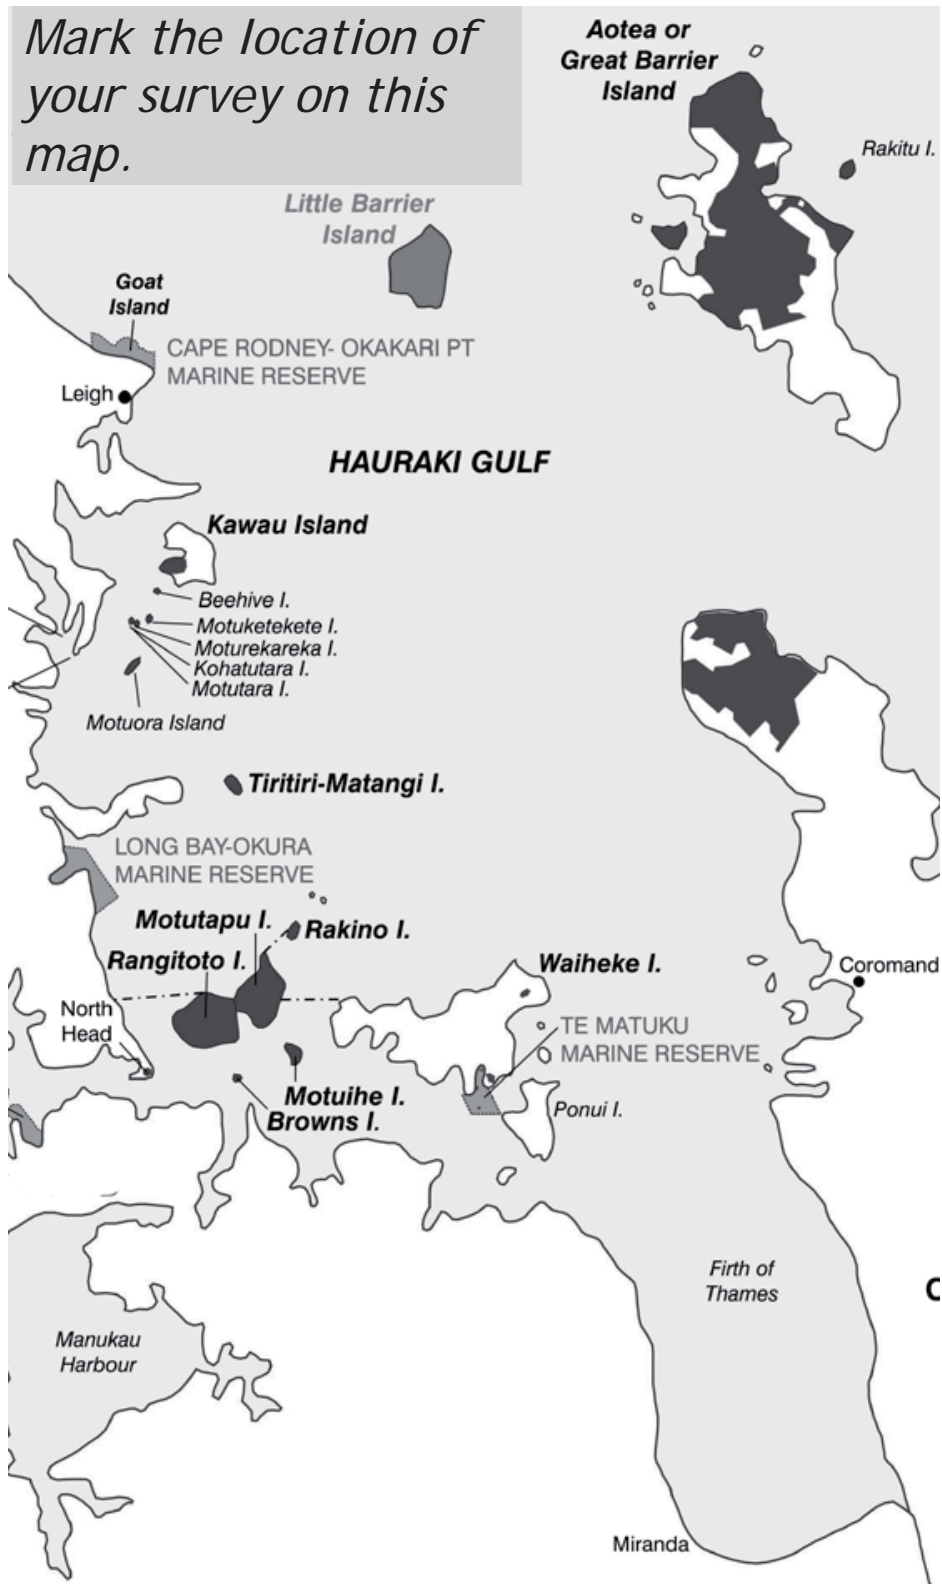 Mark the location of
your survey on this
map.
Aotea or
Great Barrier
Island
Rakitu I.
Little Barrier
Island
Goat
Island
CAPE RODNEY- OKAKARI PT
MARINE RESERVE
Leigh
HAURAKI GULF
Kawau Island
Beehive I.
Motuketekete I.
Moturekareka I.
Kohatutara I.
Motutara I.
Motuora Island
Tiritiri-Matangi I.
LONG BAY-OKURA
MARINE RESERVE
Motutapu I.
Rakino I.
Rangitoto I.
Waiheke I.
Coromand
North
Head
TE MATUKU
MARINE RESERVE
Motuihe I.
Browns I.
Ponui I.
Firth of
Thames
C
Manukau
Harbour
Miranda